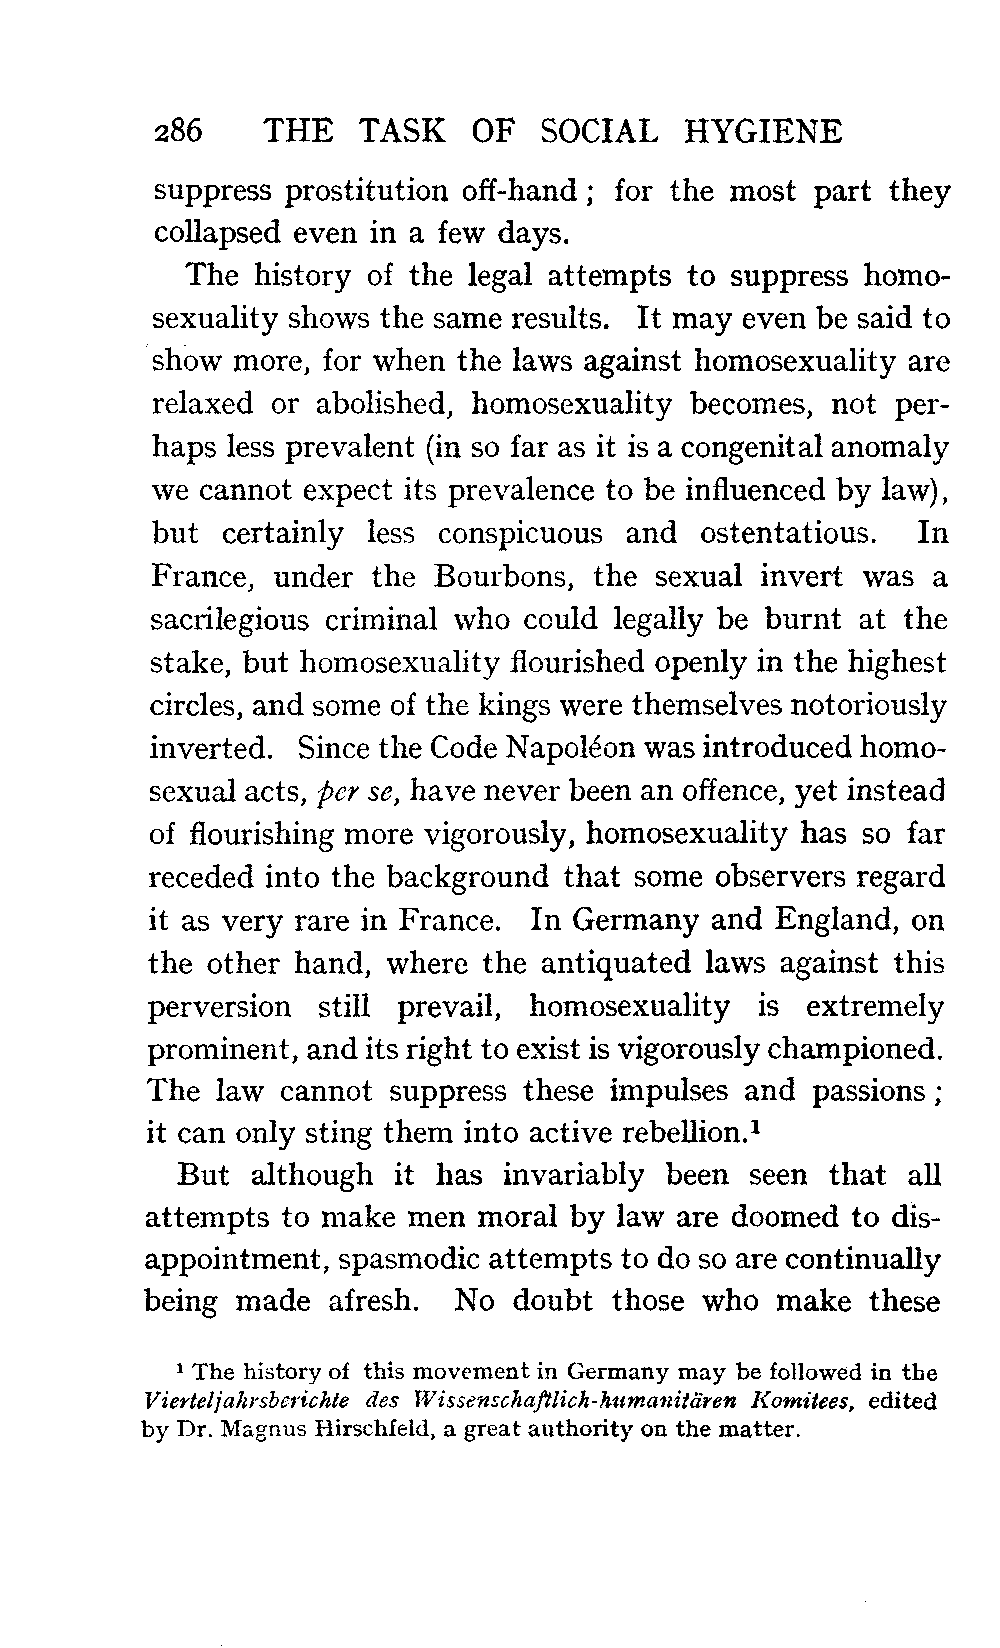 286 THE TASK OF SOCIAL HYGIENE
suppress prostitution off-hand ; for the most part they
collapsed even in a few days.
The history of the legal attempts to suppress homo-
sexuality shows the same results. It may even be said to
show more, for when the laws against homosexuality are
relaxed or abolished, homosexuality becomes, not per-
haps less prevalent (in so far as it is a congenital anomaly
we cannot expect its prevalence to be influenced by law),
but certainly less conspicuous and ostentatious. In
France, under the Bourbons, the sexual invert was a
sacrilegious criminal who could legally be burnt at the
stake, but homosexuality flourished openly in the highest
circles, and some of the kings were themselves notoriously
inverted. Since the Code Napoléon was introduced homo-
sexual acts, per se, have never been an offence, yet instead
of flourishing more vigorously, homosexuality has so far
receded into the background that some observers regard
it as very rare in France. In Germany and England, on
the other hand, where the antiquated laws against this
perversion still prevail, homosexuality is extremely
prominent, and its right to exist is vigorously championed.
The law cannot suppress these impulses and passions ;
it can only sting them into active rebellion.¹
But although it has invariably been seen that all
attempts to make men moral by law are doomed to dis-
appointment, spasmodic attempts to do so are continually
being made afresh. No doubt those who make these
¹ The history of this movement in Germany may be followed in the
Vierteljahrsberichte des Wissenschaftlich-humanitären Komitees, edited
by Dr. Magnus Hirschfeld, a great authority on the matter.